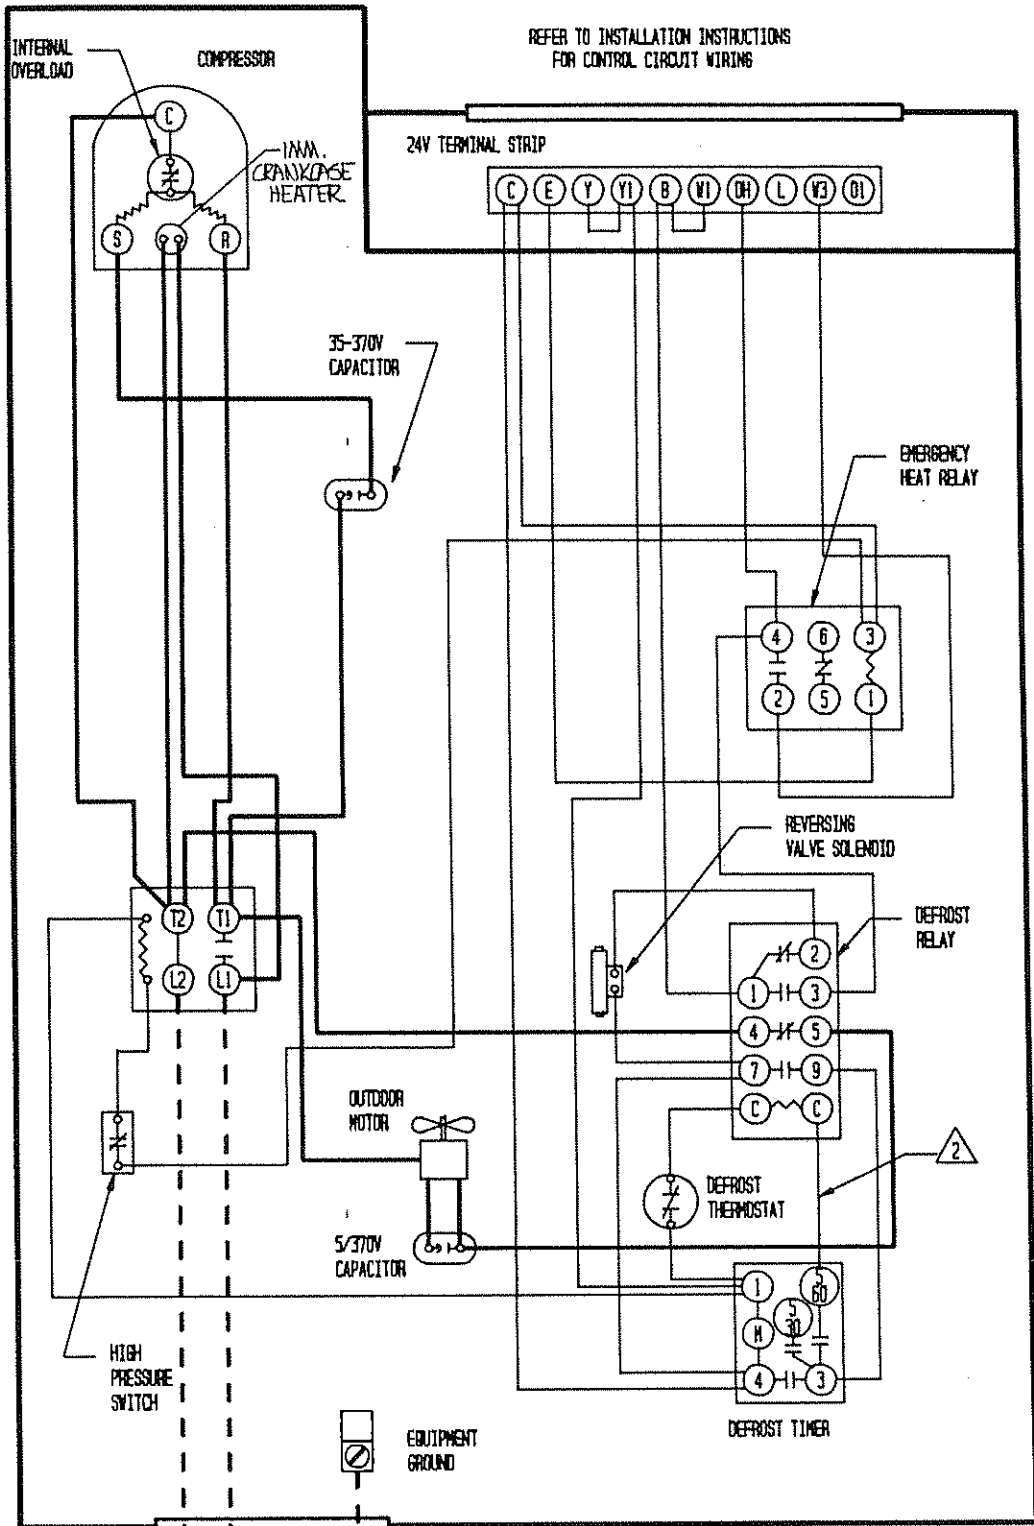 INTERNAL
OVERLOAD
COMPRESSOR
REFER TO INSTALLATION INSTRUCTIONS
FOR CONTROL CIRCUIT WIRING
C
IMM.
CRANKCASE
HEATER
S
R
24V TERMINAL STRIP
C E Y Y1 B W1 DH L W3 O1
35-370V
CAPACITOR
EMERGENCY
HEAT RELAY
4 6 3
2 5 1
REVERSING
VALVE SOLENOID
DEFROST
RELAY
T2 T1
L2 L1
2
1 3
4 5
7 9
C C
OUTDOOR
MOTOR
2
DEFROST
THERMOSTAT
5/370V
CAPACITOR
1
5
60
5
30
M
4 3
DEFROST TIMER
HIGH
PRESSURE
SWITCH
EQUIPMENT
GROUND